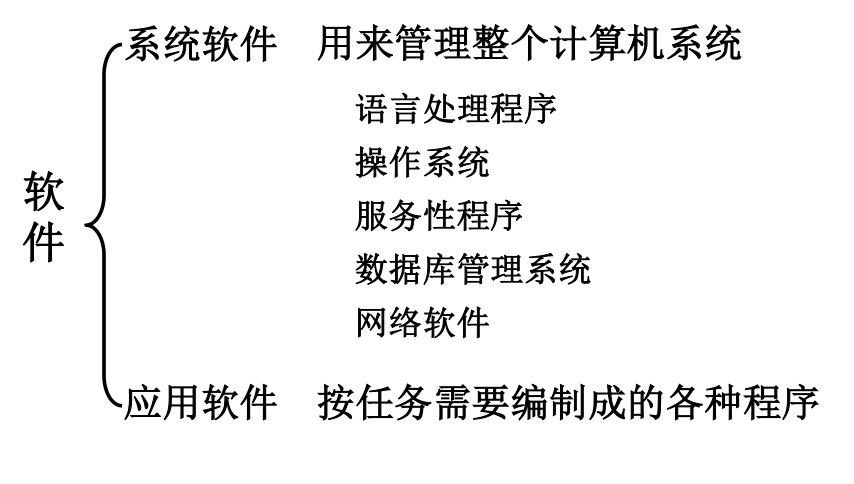 软件
系统软件 用来管理整个计算机系统
语言处理程序
操作系统
服务性程序
数据库管理系统
网络软件
应用软件 按任务需要编制成的各种程序